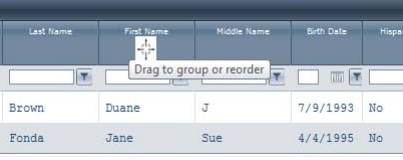 Last Name First Name Middle Name Birth Date Hispa
Drag to group or reorder
Brown Duane J 7/9/1993 No
Fonda Jane Sue 4/4/1995 No